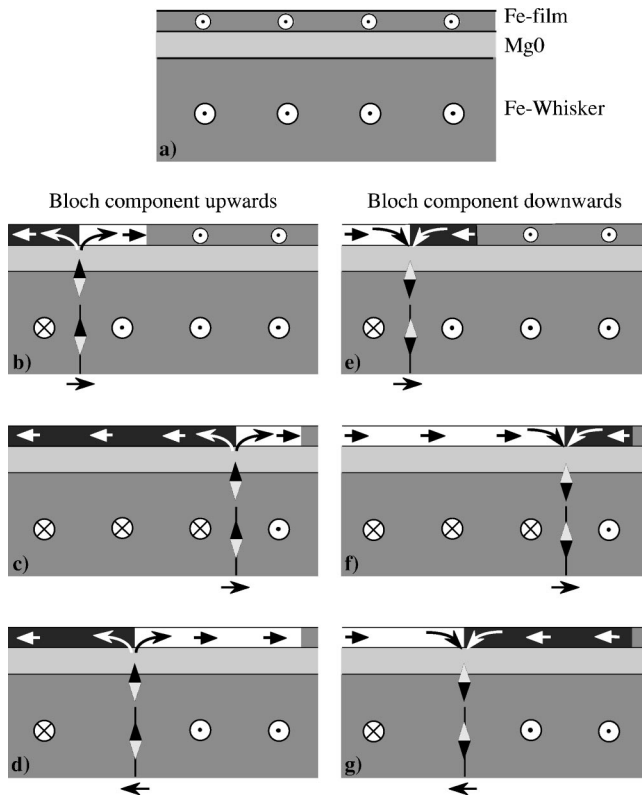 Fe-film
Mg0
Fe-Whisker
a)
Bloch component upwards
Bloch component downwards
b)
e)
c)
f)
d)
g)